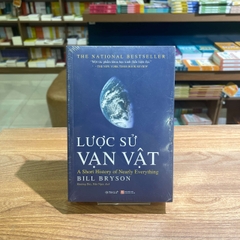 THE NATIONAL BESTSELLER
LƯỢC SỬ
VẠN VẬT
A Short History of Nearly Everything
BILL BRYSON